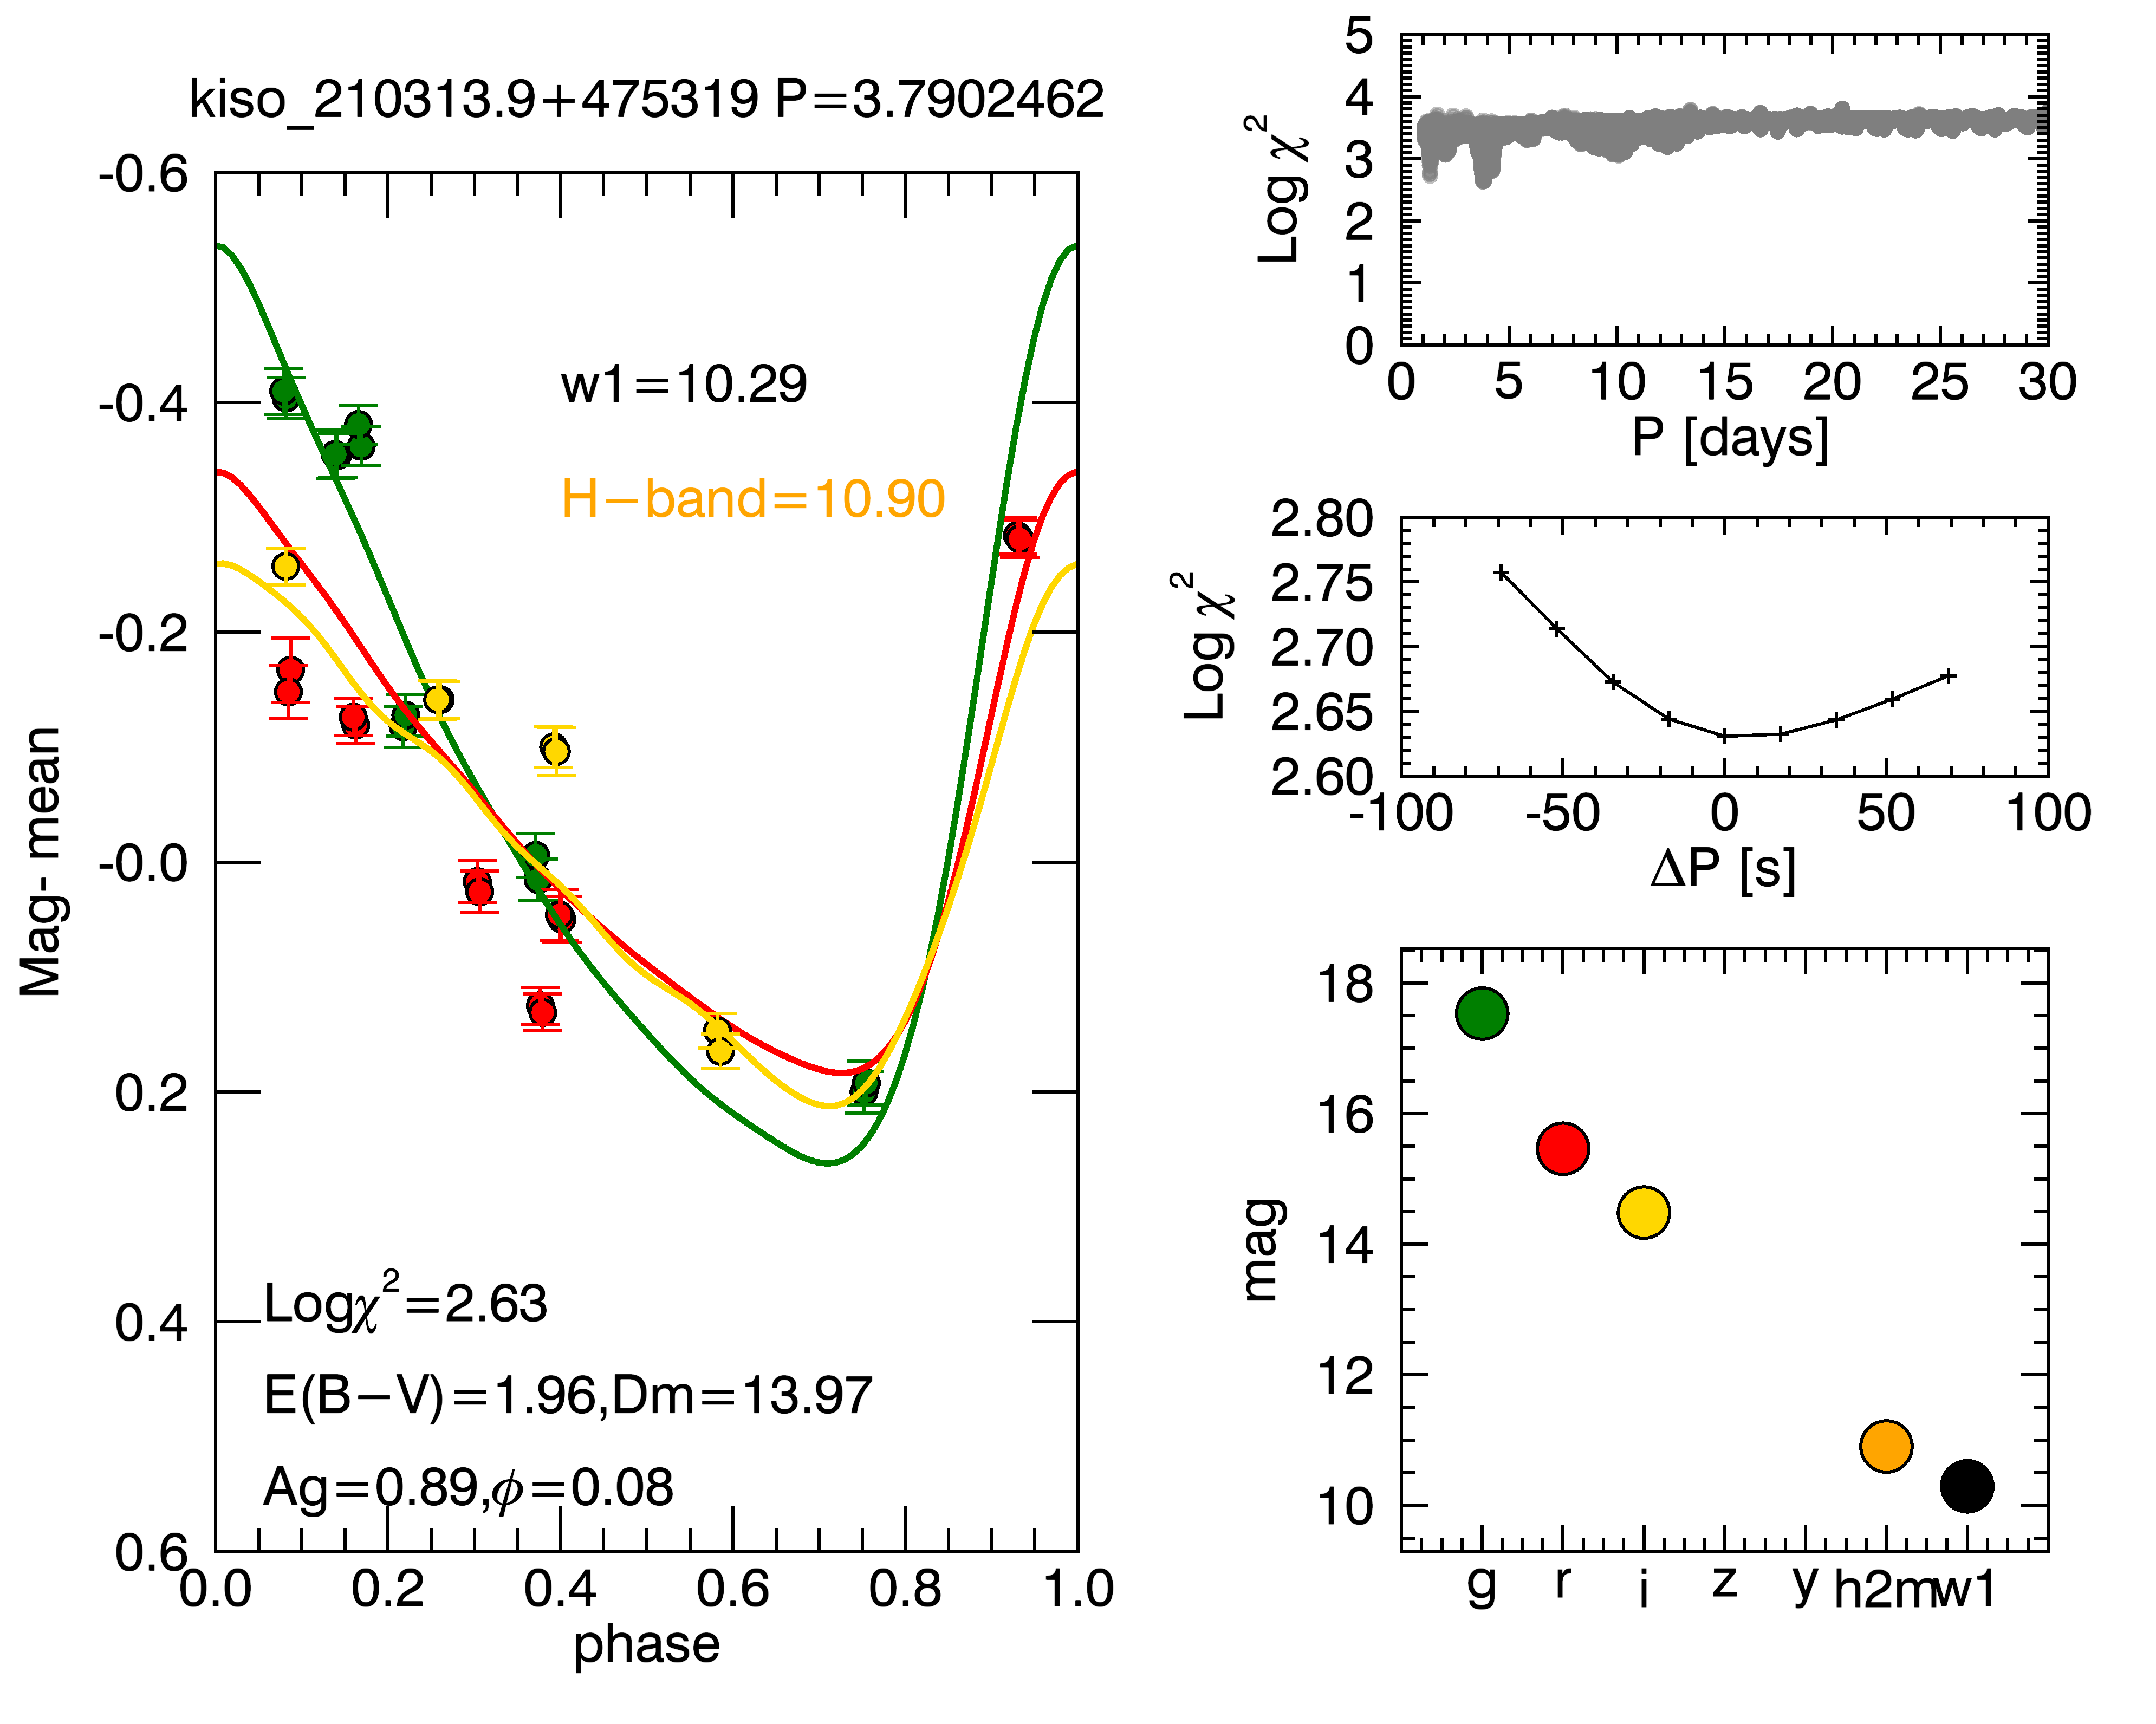 kiso_210313.9+475319 P=3.7902462
-0.6
-0.4
-0.2
-0.0
0.2
0.4
0.6
Mag- mean
w1=10.29
H−band=10.90
Logχ²=2.63
E(B−V)=1.96,Dm=13.97
Ag=0.89,ϕ=0.08
0.0 0.2 0.4 0.6 0.8 1.0
phase
5
4
3
2
1
0
Log χ²
0 5 10 15 20 25 30
P [days]
2.80
2.75
2.70
2.65
2.60
Log χ²
-100 -50 0 50 100
ΔP [s]
18
16
14
12
10
mag
g r i z y h2mw1